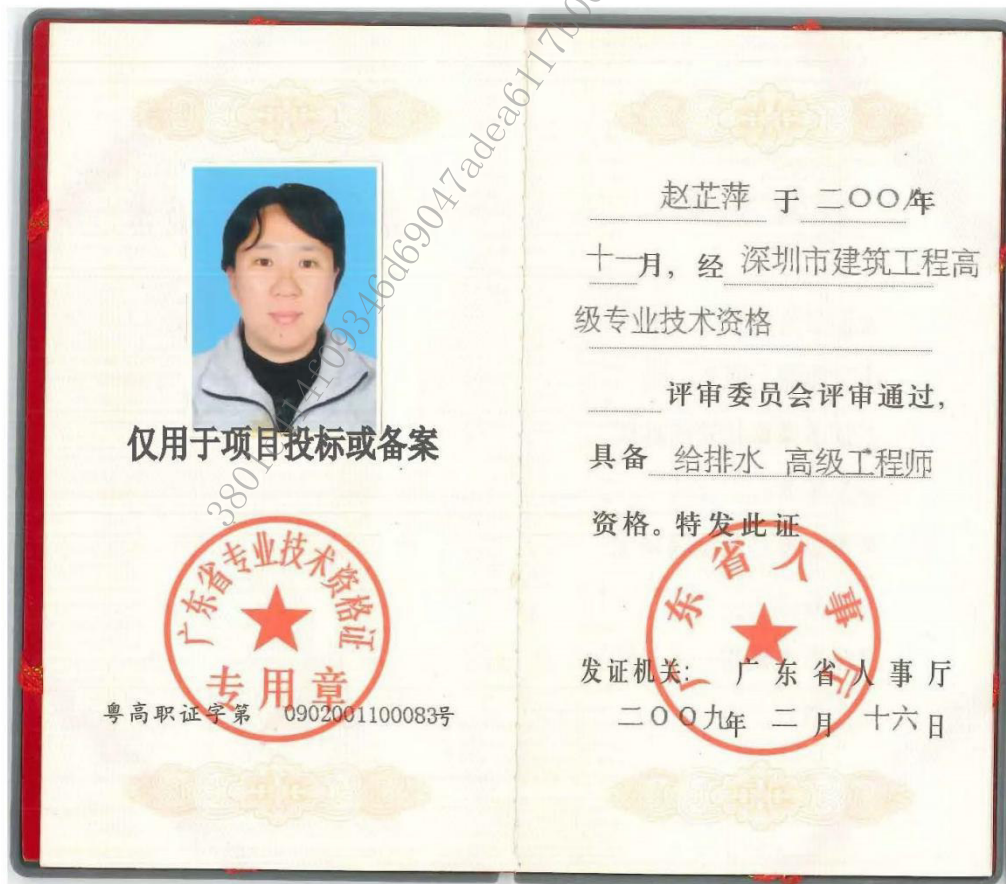 仅用于项目投标或备案
广东省专业技术资格证
专用章
粤高职证字第 0902001100083号
赵芷萍 于 二〇〇八年
十一月，经 深圳市建筑工程高
级专业技术资格
评审委员会评审通过，
具备 给排水 高级工程师
资格。特发此证
广东省人事厅
发证机关： 广东省人事厅
二〇〇九年 二月 十六日